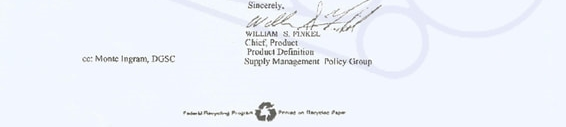 Sincerely,
WILLIAM S. FINKEL
Chief, Product
Product Definition
Supply Management Policy Group
cc: Monte Ingram, DGSC
Federal Recycling Program Printed on Recycled Paper